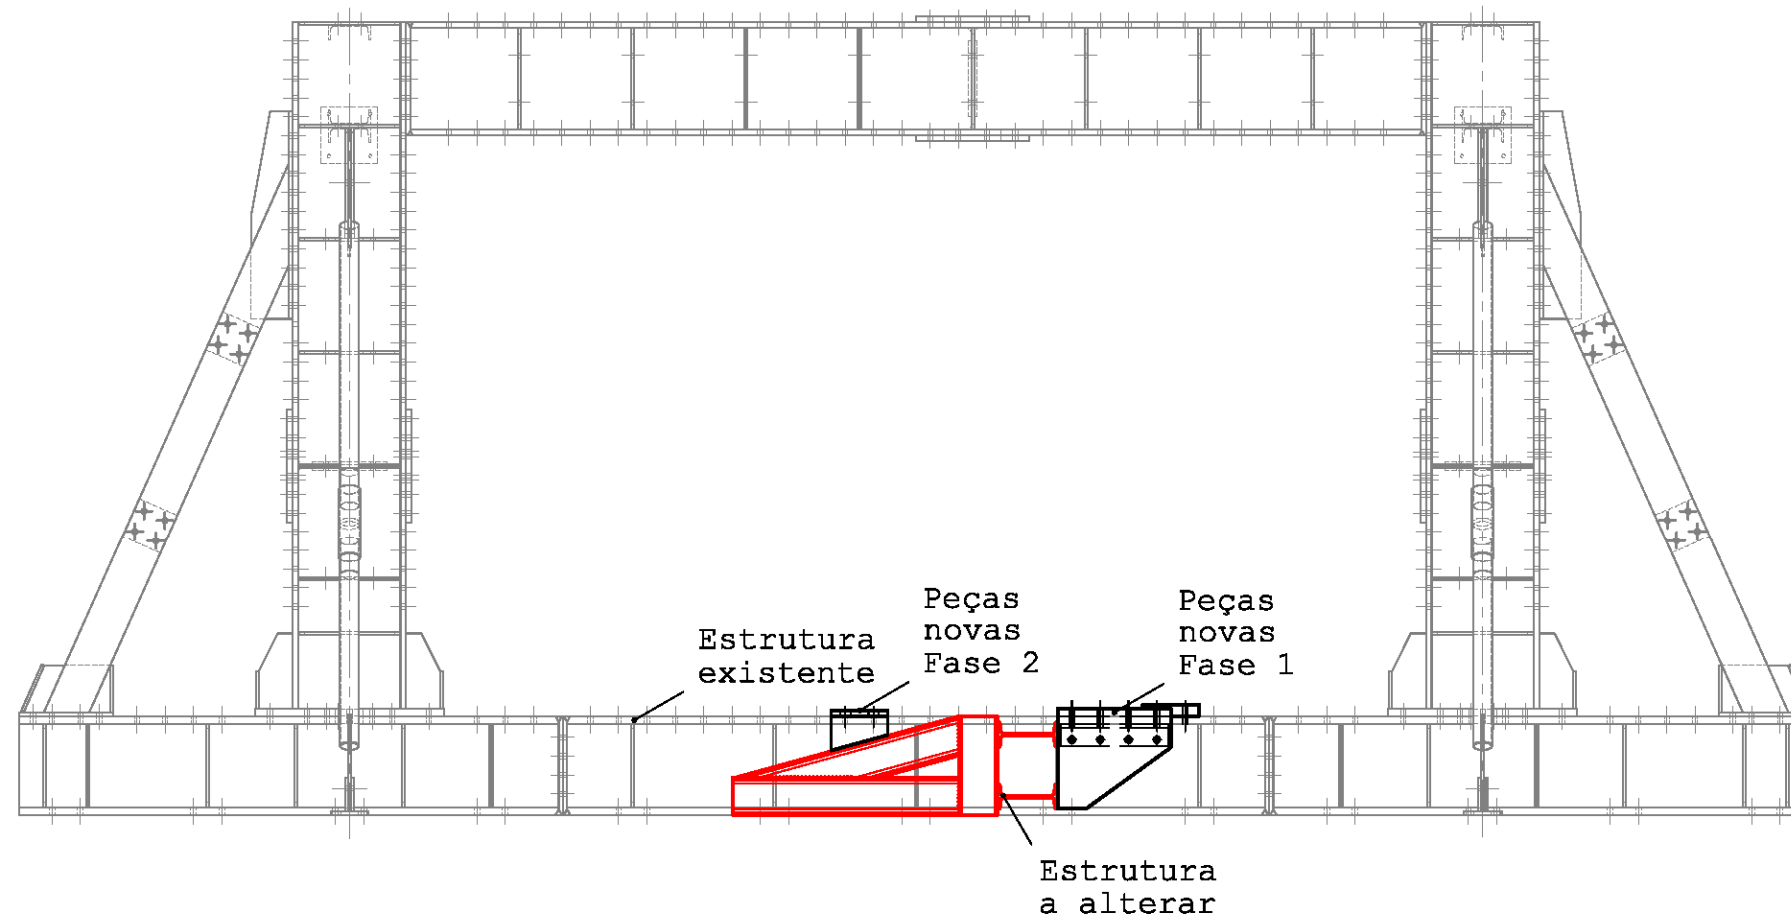 Peças
novas
Fase 2
Peças
novas
Fase 1
Estrutura
existente
Estrutura
a alterar